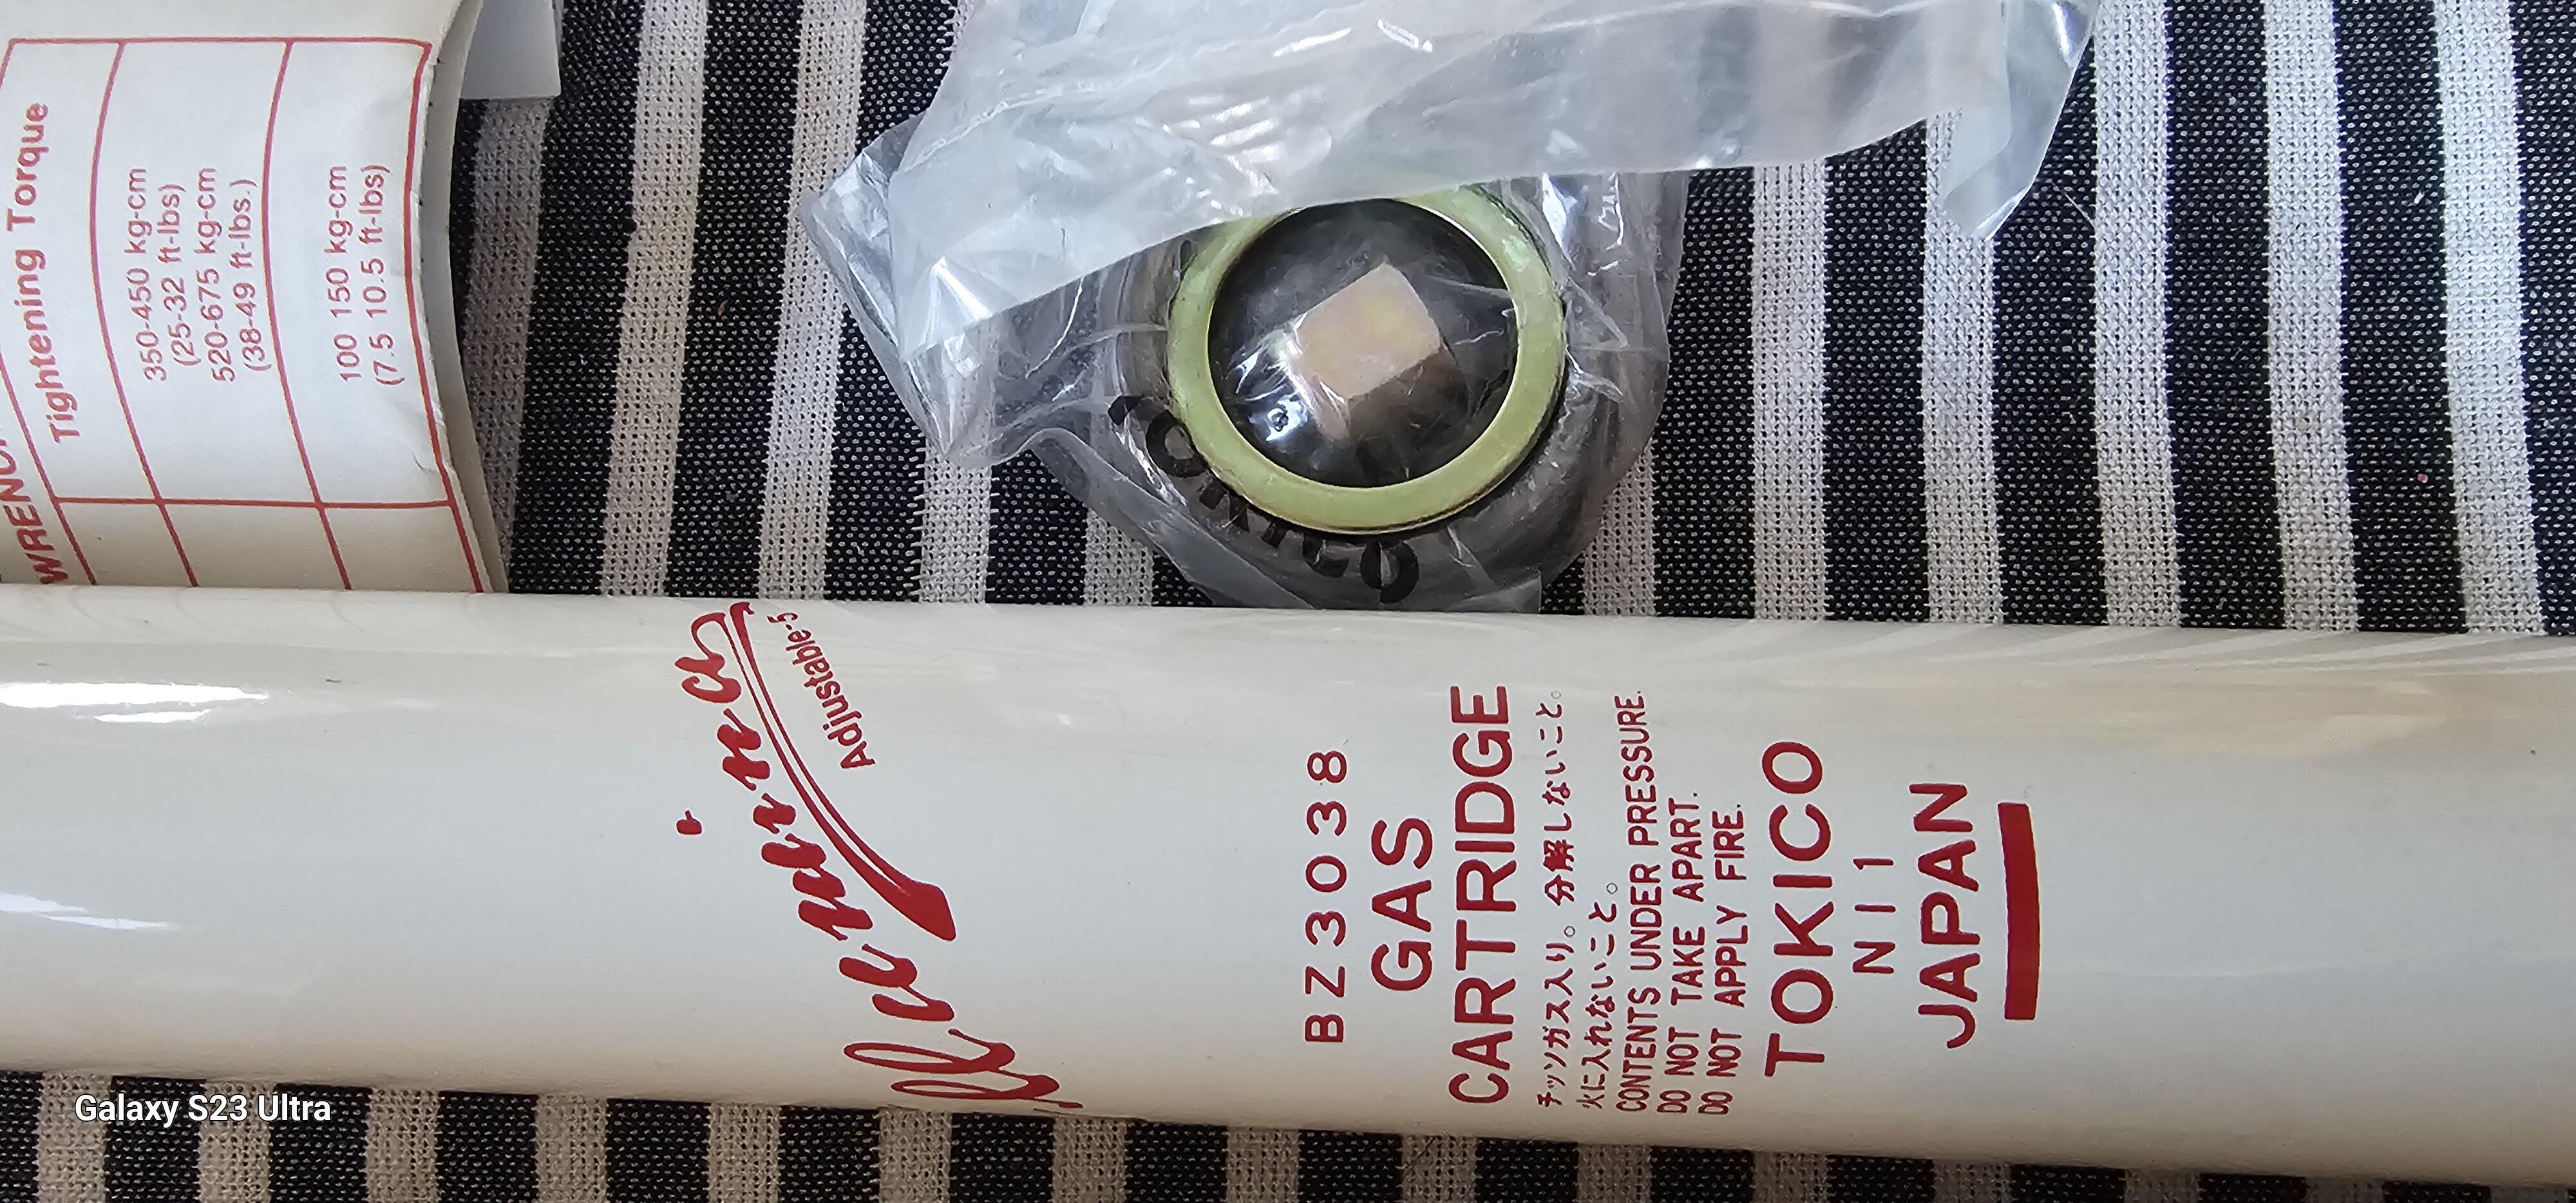 Tightening Torque
350-450 kg-cm
(25-32 ft-lbs)
520-675 kg-cm
(38-49 ft-lbs.)
100 150 kg-cm
(7.5 10.5 ft-lbs)
TOKICO
Illumina
Adjustable-5
BZ3038
GAS
CARTRIDGE
チッソガス入り。分解しないこと。
火に入れないこと。
CONTENTS UNDER PRESSURE.
DO NOT TAKE APART.
DO NOT APPLY FIRE.
TOKICO
N I 1
JAPAN
Galaxy S23 Ultra